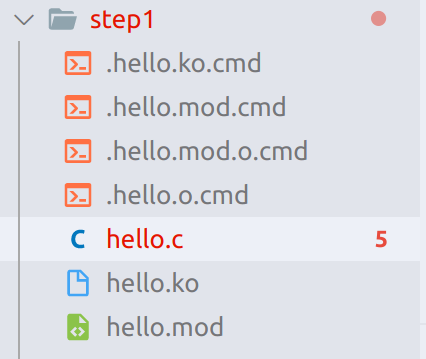 step1
.hello.ko.cmd
.hello.mod.cmd
.hello.mod.o.cmd
.hello.o.cmd
C hello.c 5
hello.ko
hello.mod